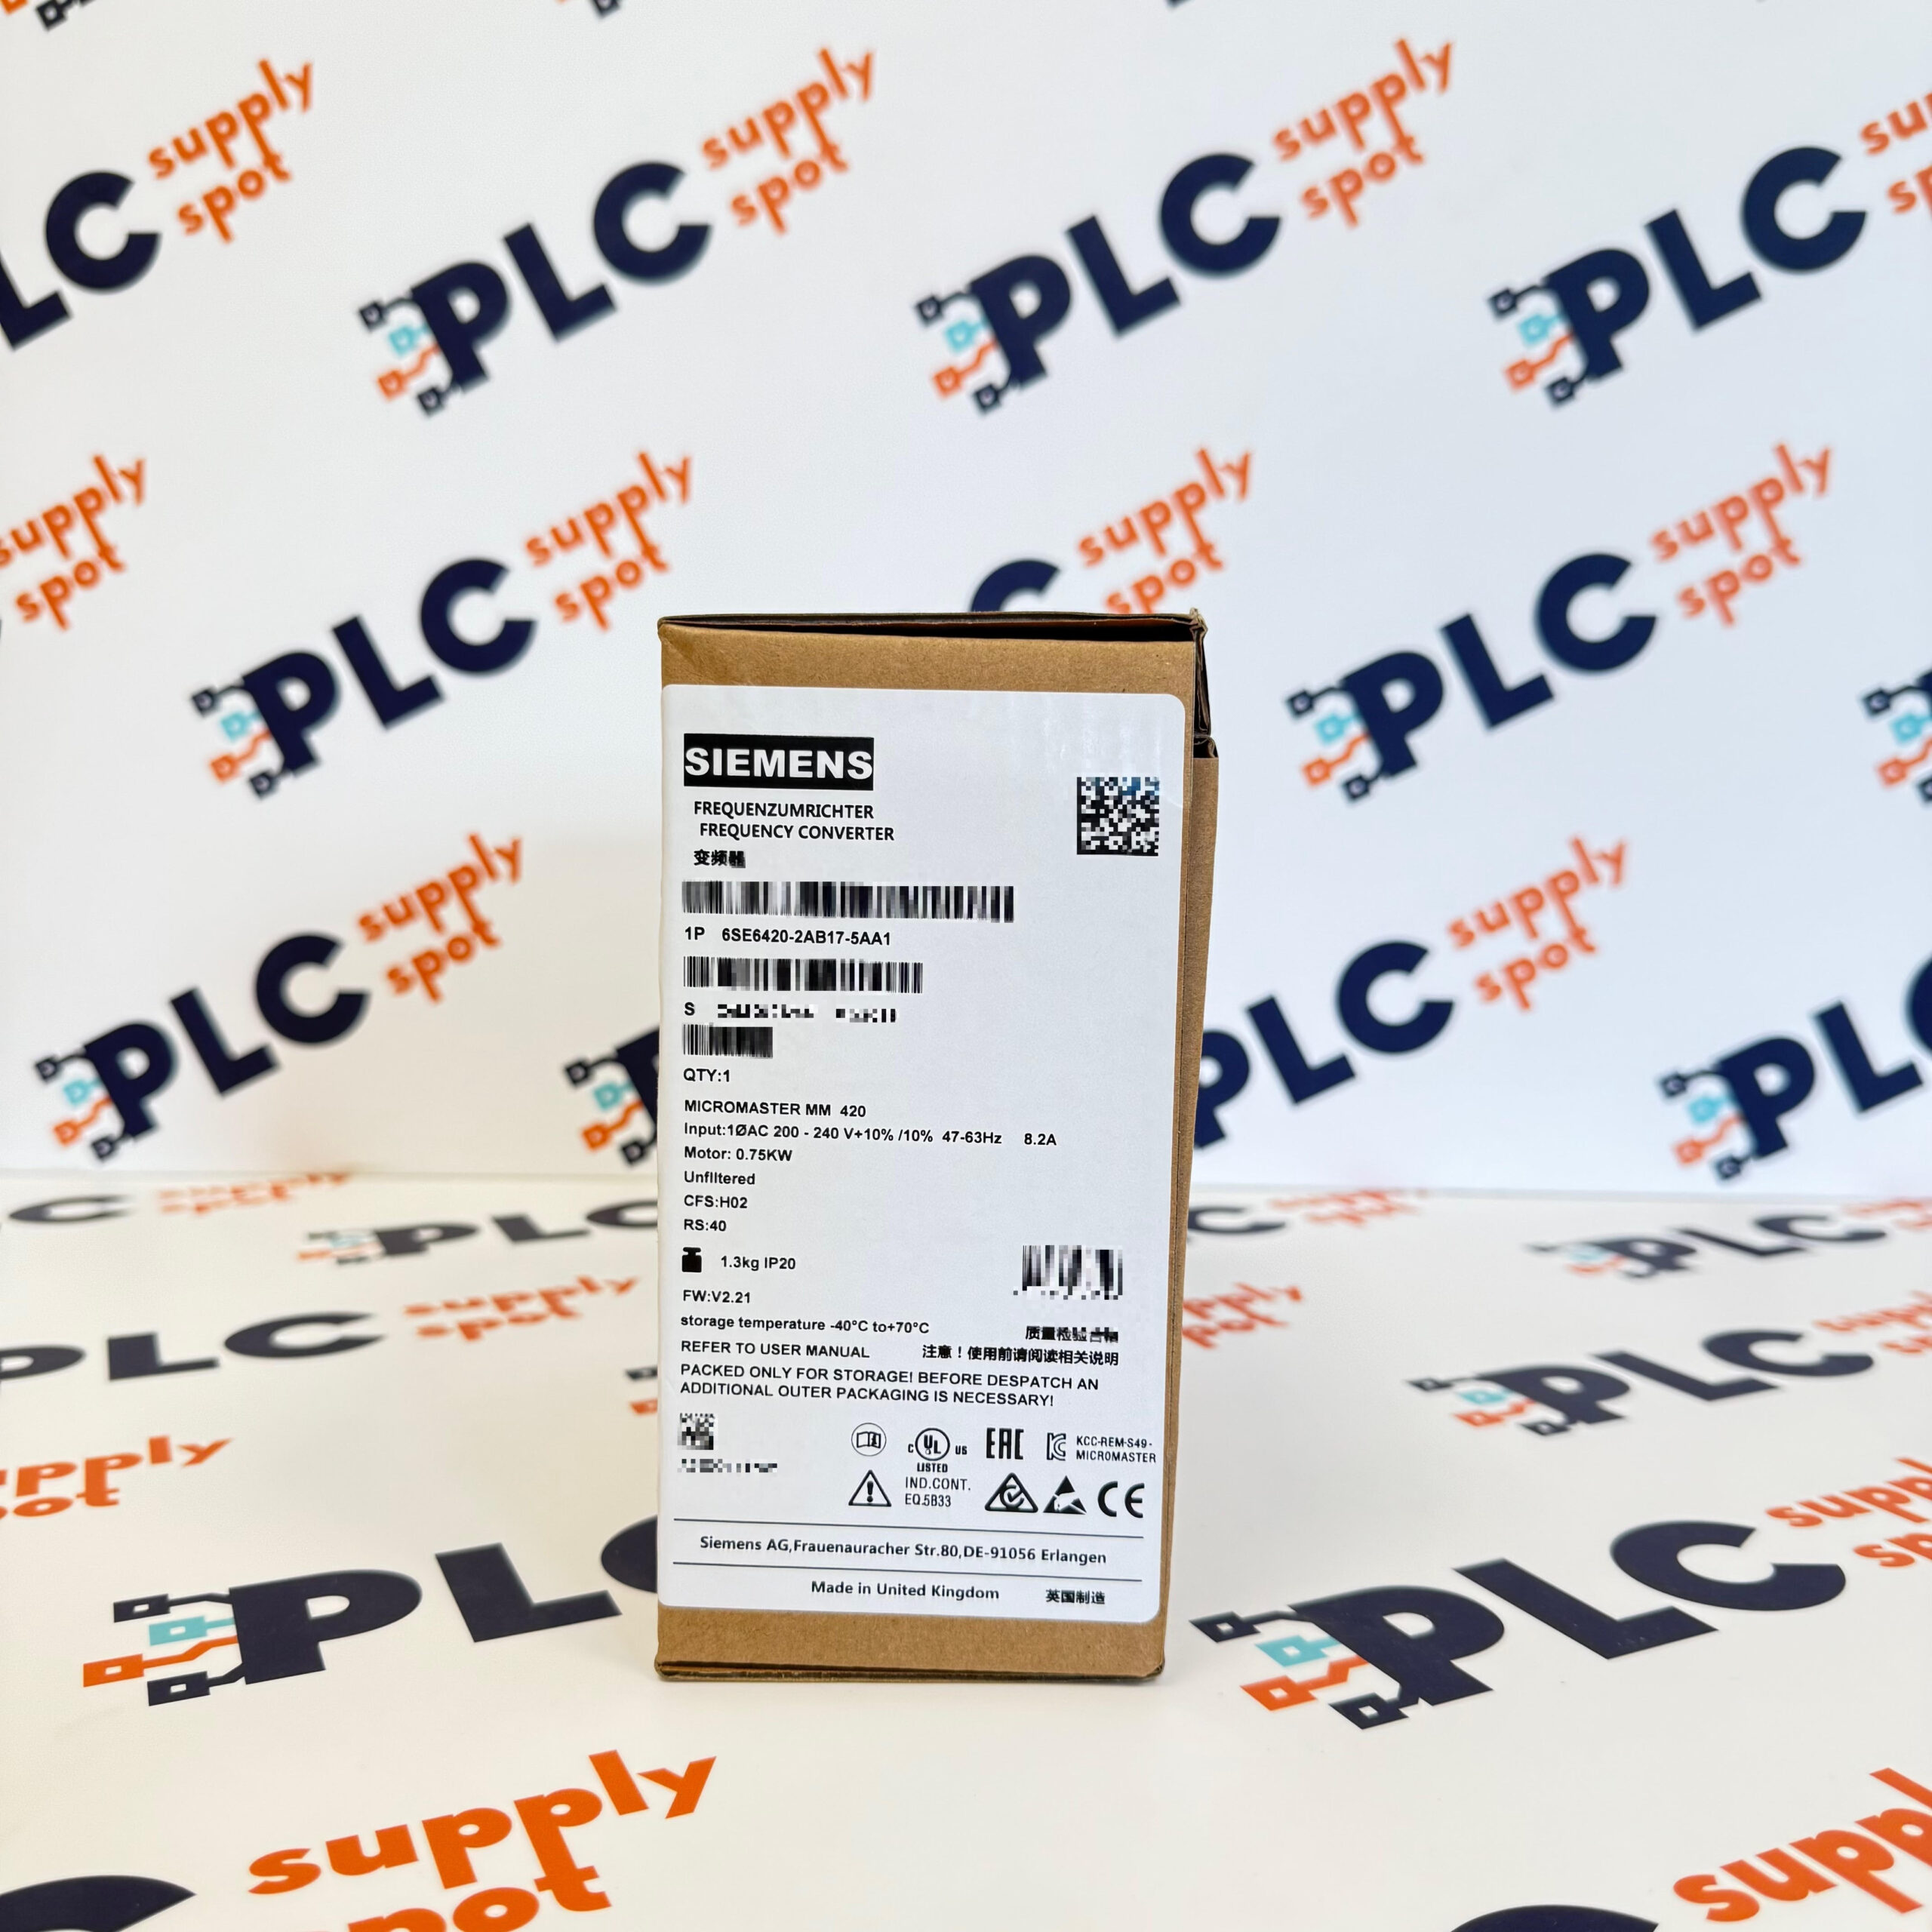 PLC supply spot
SIEMENS
FREQUENZUMRICHTER
FREQUENCY CONVERTER
变频器
1P 6SE6420-2AB17-5AA1
S
QTY:1
MICROMASTER MM 420
Input:1ØAC 200 - 240 V+10% /10% 47-63Hz 8.2A
Motor: 0.75KW
Unfiltered
CFS:H02
RS:40
1.3kg IP20
FW:V2.21
storage temperature -40°C to+70°C
质量检验合格
REFER TO USER MANUAL 注意！使用前请阅读相关说明
PACKED ONLY FOR STORAGE! BEFORE DESPATCH AN
ADDITIONAL OUTER PACKAGING IS NECESSARY!
C UL US
LISTED
IND.CONT.
EQ.5B33
EAC
KCC-REM-S49-
MICROMASTER
CE
Siemens AG,Frauenauracher Str.80,DE-91056 Erlangen
Made in United Kingdom 英国制造